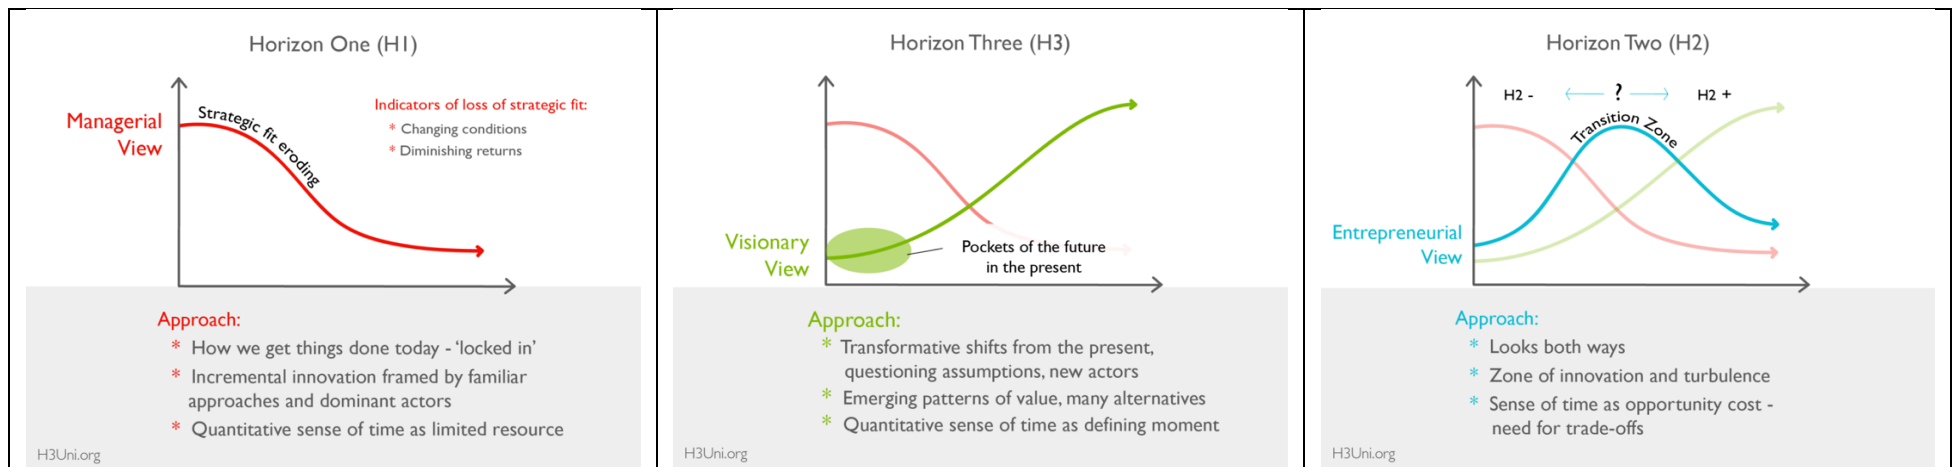 Horizon One (H1)
Managerial
View
Strategic fit eroding
Indicators of loss of strategic fit:
* Changing conditions
* Diminishing returns
Approach:
* How we get things done today - ‘locked in’
* Incremental innovation framed by familiar
approaches and dominant actors
* Quantitative sense of time as limited resource
H3Uni.org
Horizon Three (H3)
Visionary
View
Pockets of the future
in the present
Approach:
* Transformative shifts from the present,
questioning assumptions, new actors
* Emerging patterns of value, many alternatives
* Quantitative sense of time as defining moment
H3Uni.org
Horizon Two (H2)
H2 - ? H2 +
Transition Zone
Entrepreneurial
View
Approach:
* Looks both ways
* Zone of innovation and turbulence
* Sense of time as opportunity cost -
need for trade-offs
H3Uni.org